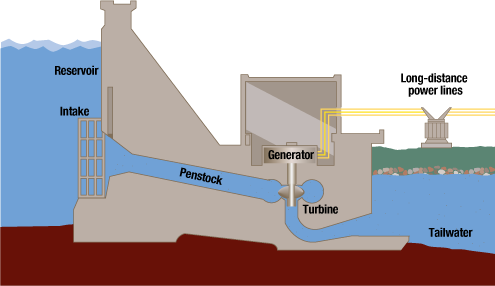 Reservoir
Long-distance
power lines
Intake
Generator
Penstock
Turbine
Tailwater